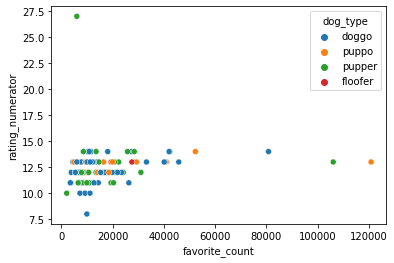 27.5
25.0
22.5
20.0
17.5
15.0
12.5
10.0
7.5
rating_numerator
dog_type
doggo
puppo
pupper
floofer
0 20000 40000 60000 80000 100000 120000
favorite_count